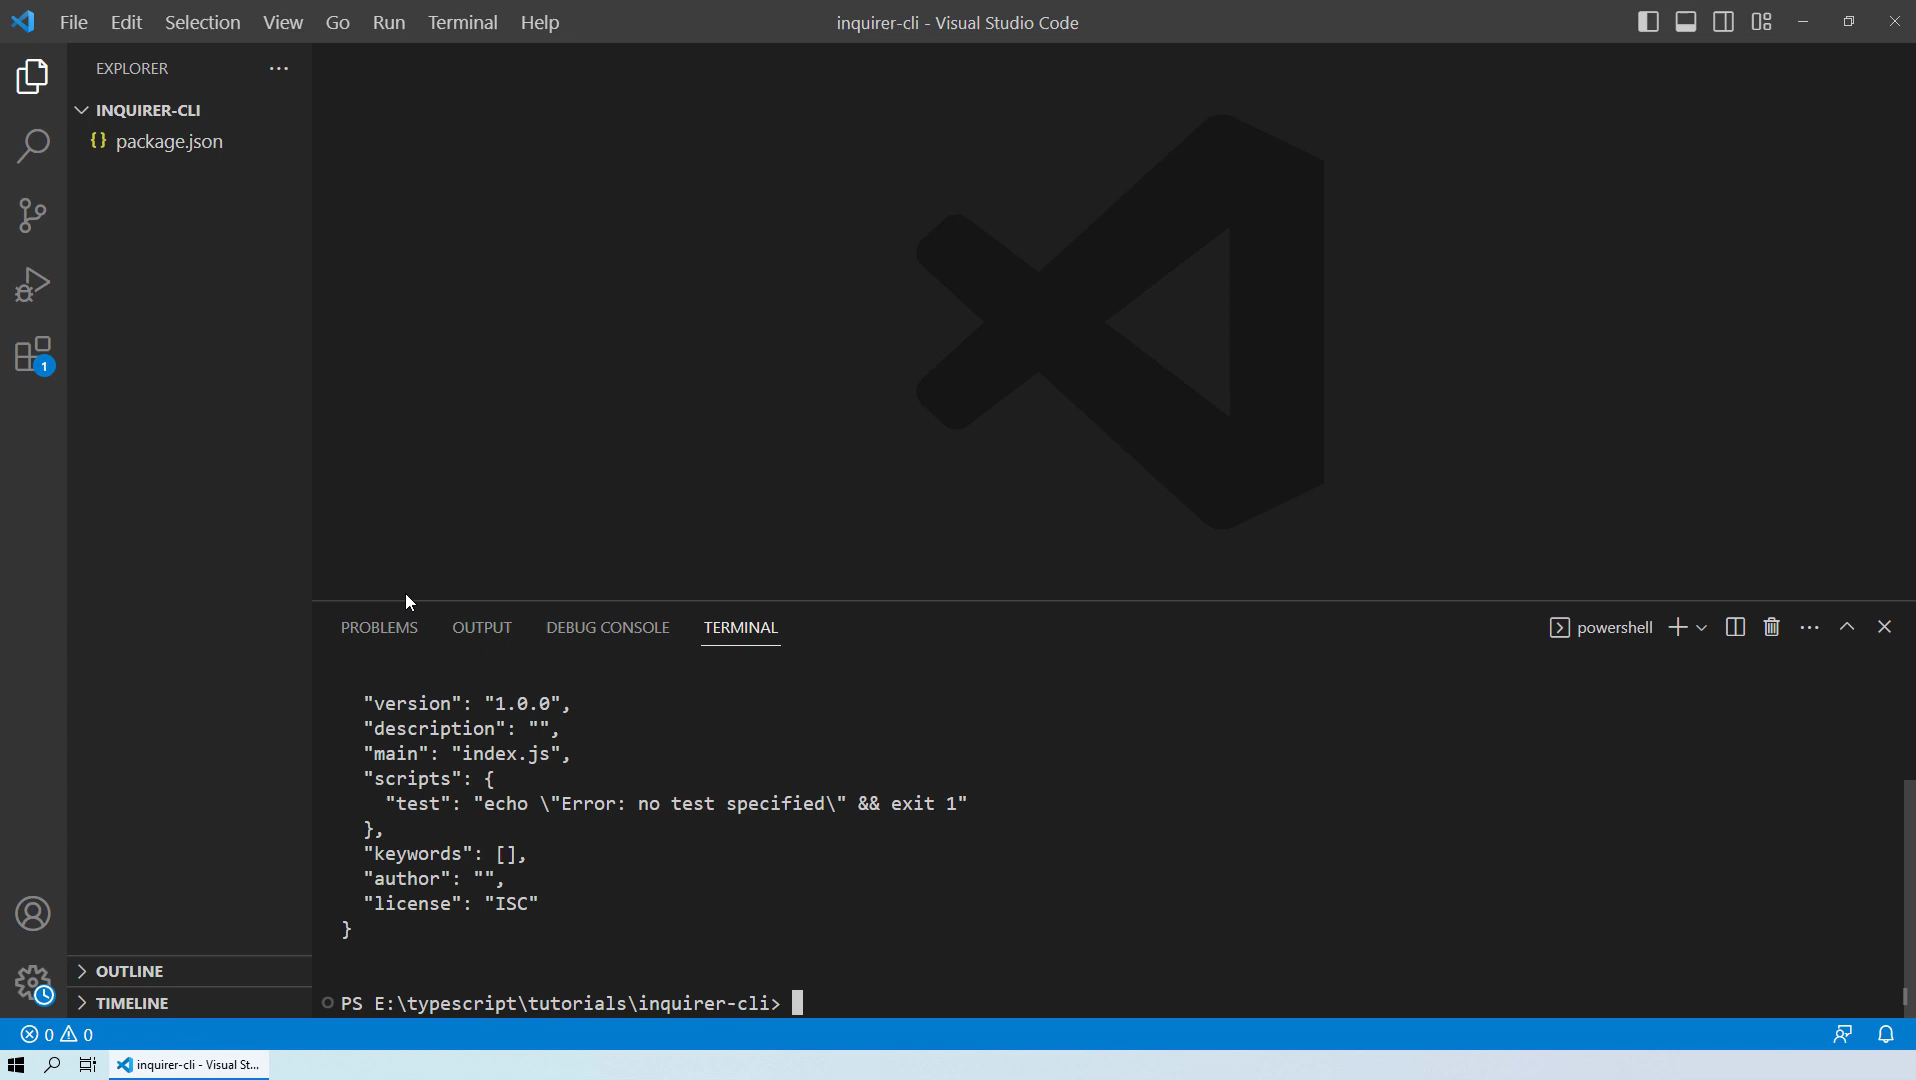 File Edit Selection View Go Run Terminal Help
inquirer-cli - Visual Studio Code
EXPLORER
INQUIRER-CLI
{} package.json
1
PROBLEMS OUTPUT DEBUG CONSOLE TERMINAL
powershell
"version": "1.0.0",
"description": "",
"main": "index.js",
"scripts": {
"test": "echo \"Error: no test specified\" && exit 1"
},
"keywords": [],
"author": "",
"license": "ISC"
}
PS E:\typescript\tutorials\inquirer-cli>
OUTLINE
TIMELINE
0 0
inquirer-cli - Visual St...